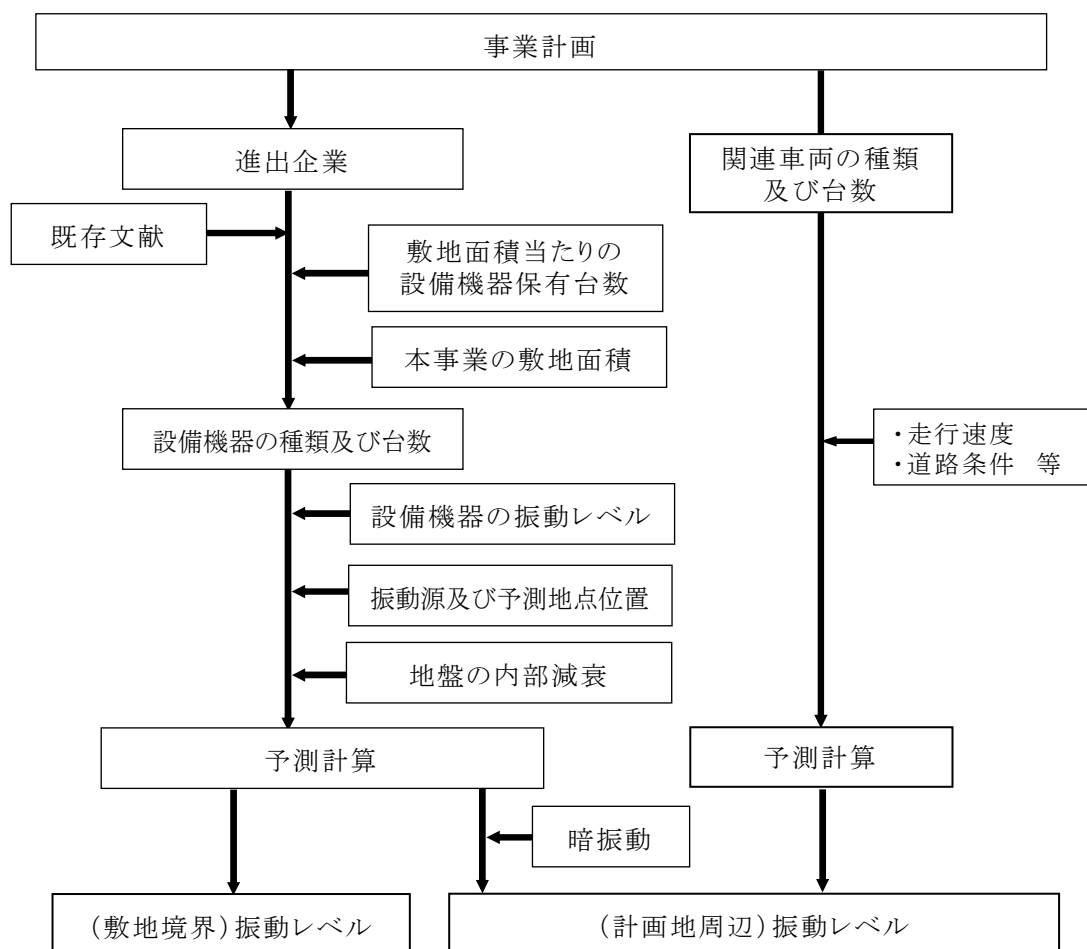 事業計画
進出企業
関連車両の種類
及び台数
既存文献
敷地面積当たりの
設備機器保有台数
本事業の敷地面積
設備機器の種類及び台数
・走行速度
・道路条件　等
設備機器の振動レベル
振動源及び予測地点位置
地盤の内部減衰
予測計算
予測計算
暗振動
(敷地境界)振動レベル
(計画地周辺)振動レベル